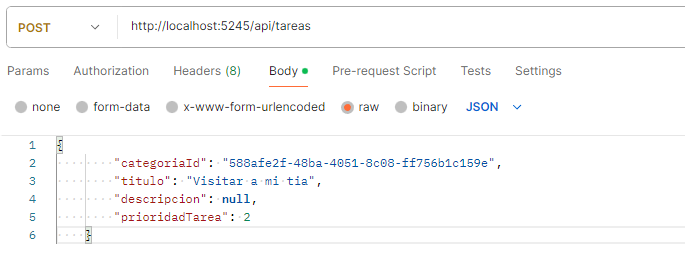 POST http://localhost:5245/api/tareas
Params Authorization Headers (8) Body Pre-request Script Tests Settings
none form-data x-www-form-urlencoded raw binary JSON
1 {
2 "categoriaId": "588afe2f-48ba-4051-8c08-ff756b1c159e",
3 "titulo": "Visitar a mi tia",
4 "descripcion": null,
5 "prioridadTarea": 2
6 }